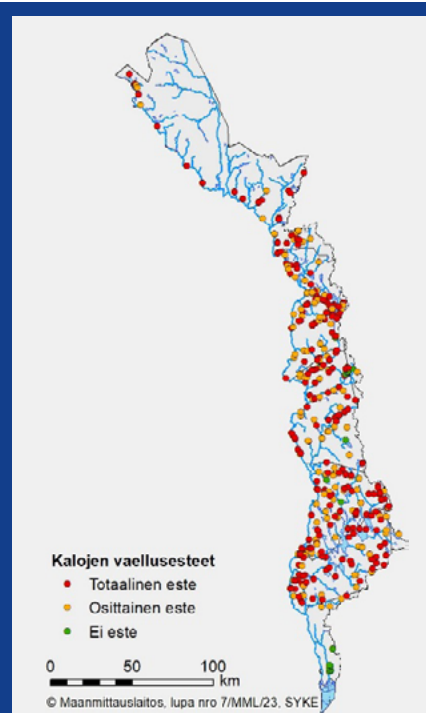 Kalojen vaellusesteet
Totaalinen este
Osittainen este
Ei este
0 50 100
km
© Maanmittauslaitos, lupa nro 7/MML/23, SYKE